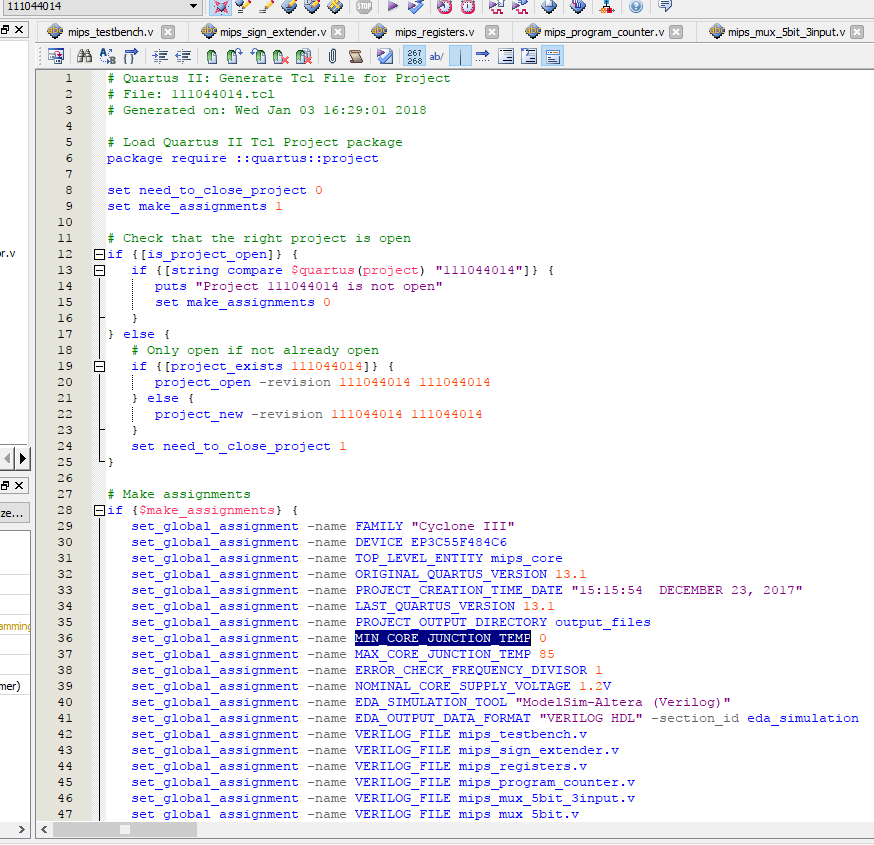 111044014
STOP
mips_testbench.v
mips_sign_extender.v
mips_registers.v
mips_program_counter.v
mips_mux_5bit_3input.v
267
268
ab/
1 # Quartus II: Generate Tcl File for Project
2 # File: 111044014.tcl
3 # Generated on: Wed Jan 03 16:29:01 2018
4
5 # Load Quartus II Tcl Project package
6 package require ::quartus::project
7
8 set need_to_close_project 0
9 set make_assignments 1
10
11 # Check that the right project is open
12 if {[is_project_open]} {
13 if {[string compare $quartus(project) "111044014"]} {
14 puts "Project 111044014 is not open"
15 set make_assignments 0
16 }
17 } else {
18 # Only open if not already open
19 if {[project_exists 111044014]} {
20 project_open -revision 111044014 111044014
21 } else {
22 project_new -revision 111044014 111044014
23 }
24 set need_to_close_project 1
25 }
26
27 # Make assignments
28 if {$make_assignments} {
29 set_global_assignment -name FAMILY "Cyclone III"
30 set_global_assignment -name DEVICE EP3C55F484C6
31 set_global_assignment -name TOP_LEVEL_ENTITY mips_core
32 set_global_assignment -name ORIGINAL_QUARTUS_VERSION 13.1
33 set_global_assignment -name PROJECT_CREATION_TIME_DATE "15:15:54  DECEMBER 23, 2017"
34 set_global_assignment -name LAST_QUARTUS_VERSION 13.1
35 set_global_assignment -name PROJECT_OUTPUT_DIRECTORY output_files
36 set_global_assignment -name MIN_CORE_JUNCTION_TEMP 0
37 set_global_assignment -name MAX_CORE_JUNCTION_TEMP 85
38 set_global_assignment -name ERROR_CHECK_FREQUENCY_DIVISOR 1
39 set_global_assignment -name NOMINAL_CORE_SUPPLY_VOLTAGE 1.2V
40 set_global_assignment -name EDA_SIMULATION_TOOL "ModelSim-Altera (Verilog)"
41 set_global_assignment -name EDA_OUTPUT_DATA_FORMAT "VERILOG HDL" -section_id eda_simulation
42 set_global_assignment -name VERILOG_FILE mips_testbench.v
43 set_global_assignment -name VERILOG_FILE mips_sign_extender.v
44 set_global_assignment -name VERILOG_FILE mips_registers.v
45 set_global_assignment -name VERILOG_FILE mips_program_counter.v
46 set_global_assignment -name VERILOG_FILE mips_mux_5bit_3input.v
47 set_global_assignment -name VERILOG_FILE mips_mux_5bit.v
or.v
ze...
amming
mer)